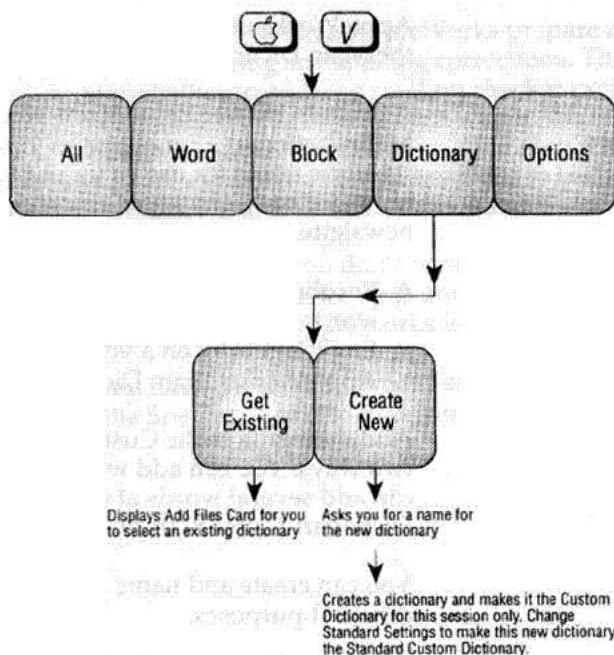 V
All Word Block Dictionary Options
Get
Existing
Create
New
Displays Add Files Card for you
to select an existing dictionary
Asks you for a name for
the new dictionary
Creates a dictionary and makes it the Custom
Dictionary for this session only. Change
Standard Settings to make this new dictionary
the Standard Custom Dictionary.